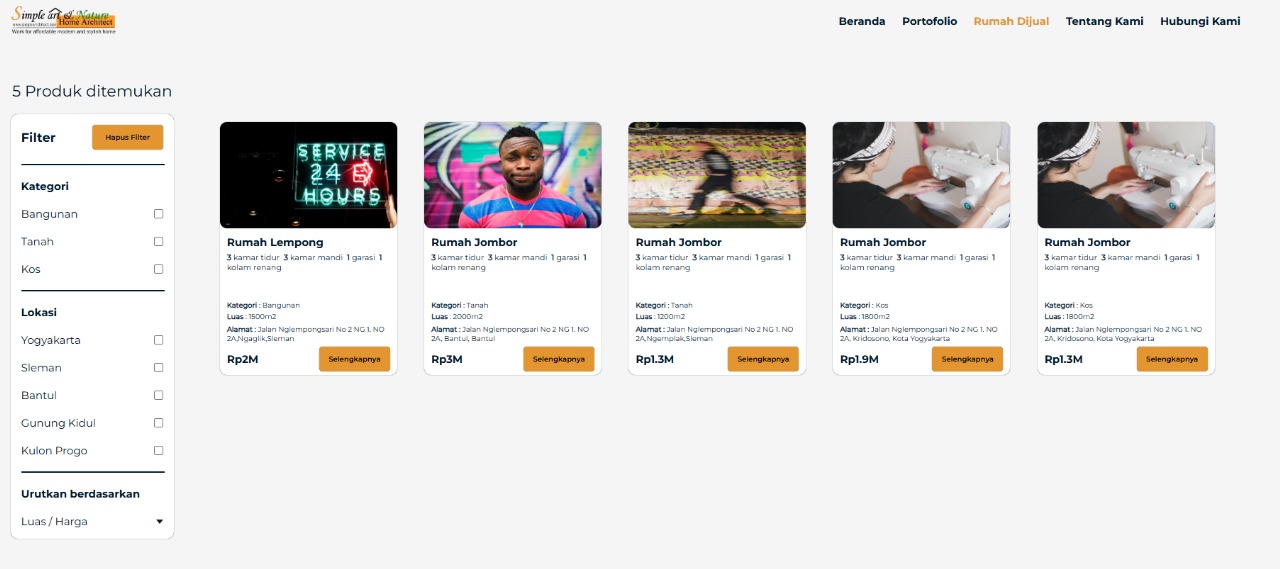 Simple art & Nature
Home Architect
Work for affordable modern and stylish home
Beranda Portofolio Rumah Dijual Tentang Kami Hubungi Kami
5 Produk ditemukan
Filter
Hapus Filter
Kategori
Bangunan
Tanah
Kos
Lokasi
Yogyakarta
Sleman
Bantul
Gunung Kidul
Kulon Progo
Urutkan berdasarkan
Luas / Harga
SERVICE
24
HOURS
Rumah Lempong
3 kamar tidur 3 kamar mandi 1 garasi 1
kolam renang
Kategori : Bangunan
Luas : 1500m2
Alamat : Jalan Nglempongsari No 2 NG 1. NO
2A,Ngaglik,Sleman
Rp2M
Selengkapnya
Rumah Jombor
3 kamar tidur 3 kamar mandi 1 garasi 1
kolam renang
Kategori : Tanah
Luas : 2000m2
Alamat : Jalan Nglempongsari No 2 NG 1. NO
2A, Bantul, Bantul
Rp3M
Selengkapnya
Rumah Jombor
3 kamar tidur 3 kamar mandi 1 garasi 1
kolam renang
Kategori : Tanah
Luas : 1200m2
Alamat : Jalan Nglempongsari No 2 NG 1. NO
2A,Ngemplak,Sleman
Rp1.3M
Selengkapnya
Rumah Jombor
3 kamar tidur 3 kamar mandi 1 garasi 1
kolam renang
Kategori : Kos
Luas : 1800m2
Alamat : Jalan Nglempongsari No 2 NG 1. NO
2A, Kridosono, Kota Yogyakarta
Rp1.9M
Selengkapnya
Rumah Jombor
3 kamar tidur 3 kamar mandi 1 garasi 1
kolam renang
Kategori : Kos
Luas : 1800m2
Alamat : Jalan Nglempongsari No 2 NG 1. NO
2A, Kridosono, Kota Yogyakarta
Rp1.3M
Selengkapnya